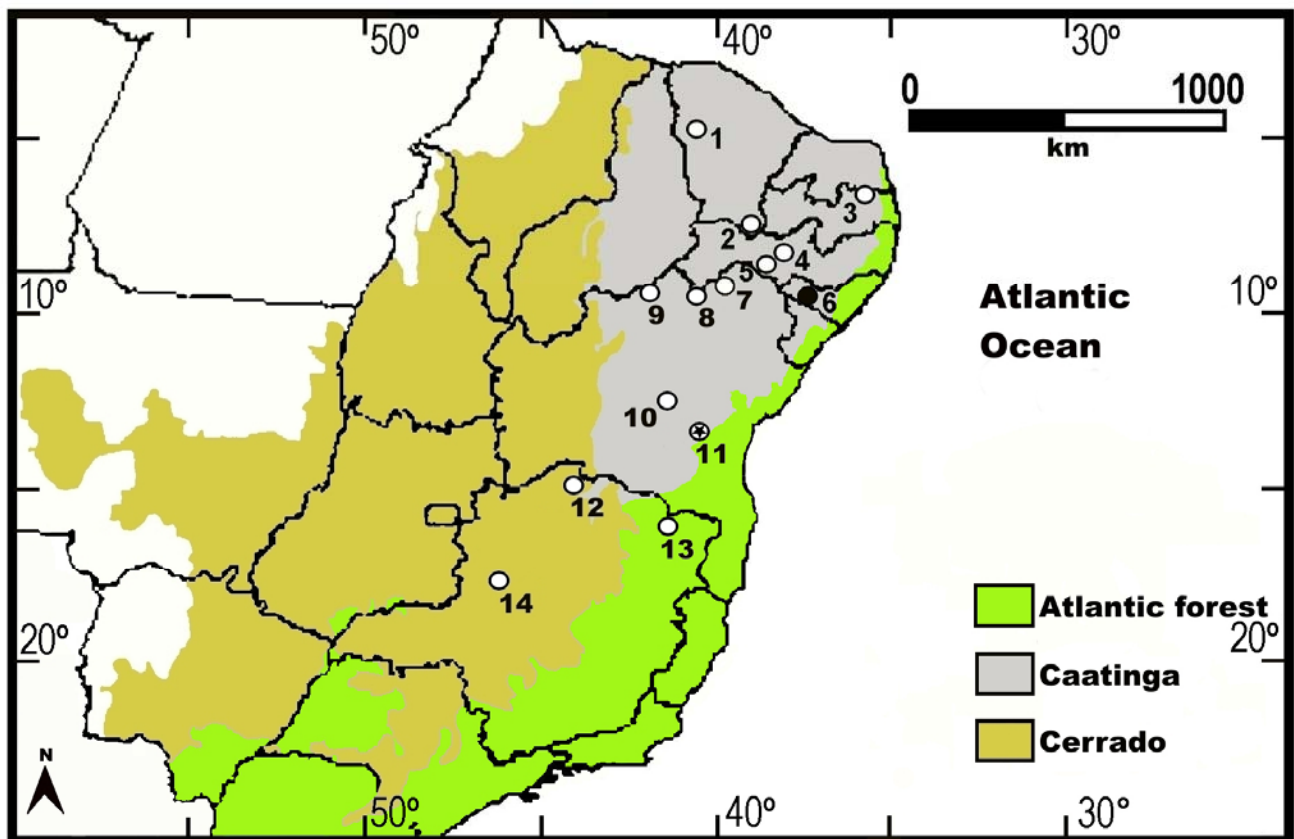 50º
40º
30º
0
1000
km
1
2
3
4
5
6
7
8
9
10º
10º
Atlantic
Ocean
10
11
12
13
14
Atlantic forest
20º
20º
Caatinga
Cerrado
N
50º
40º
30º